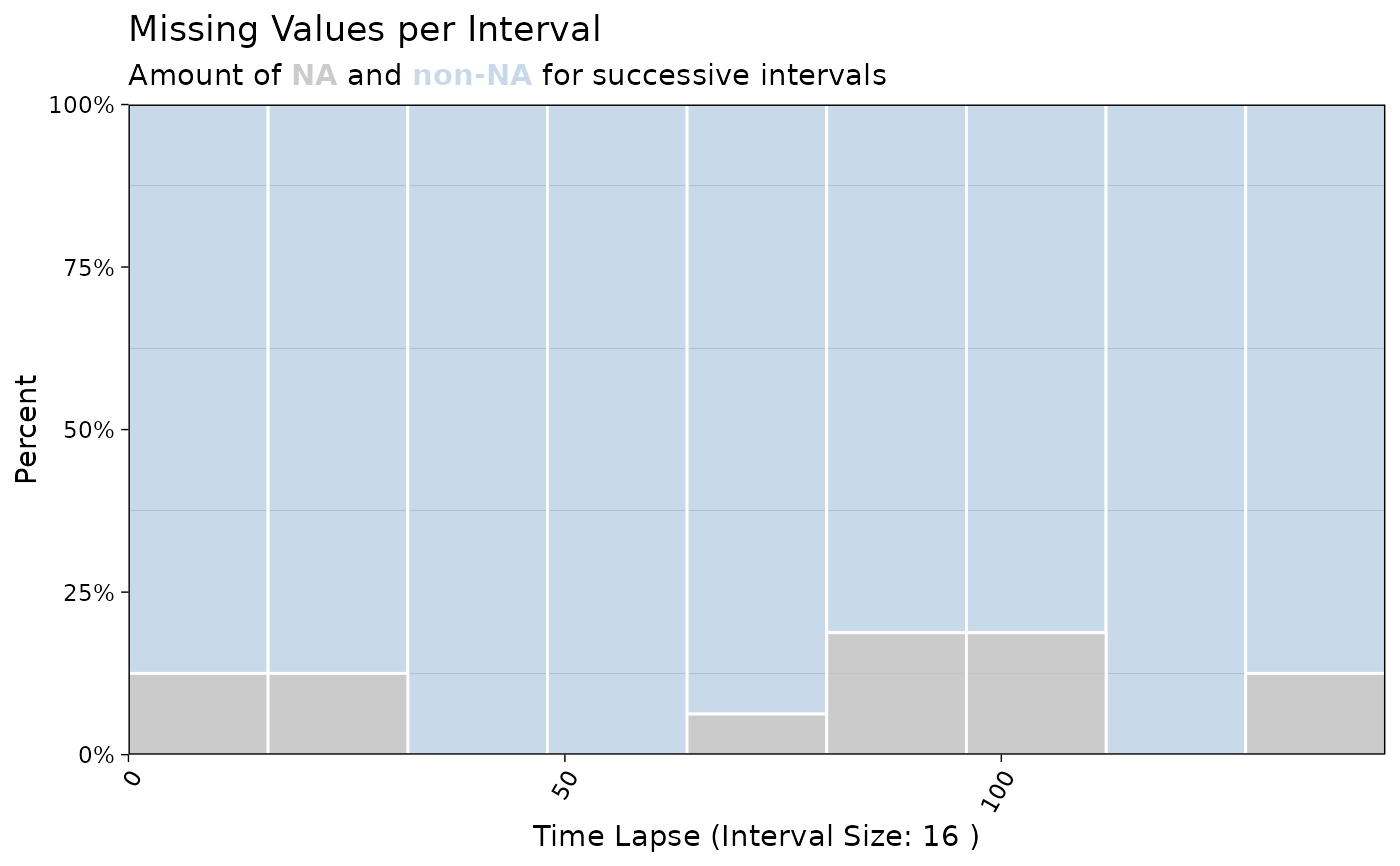 Missing Values per Interval
Amount of NA and non-NA for successive intervals
100%
75%
50%
25%
0%
Percent
0
50
100
Time Lapse (Interval Size: 16 )